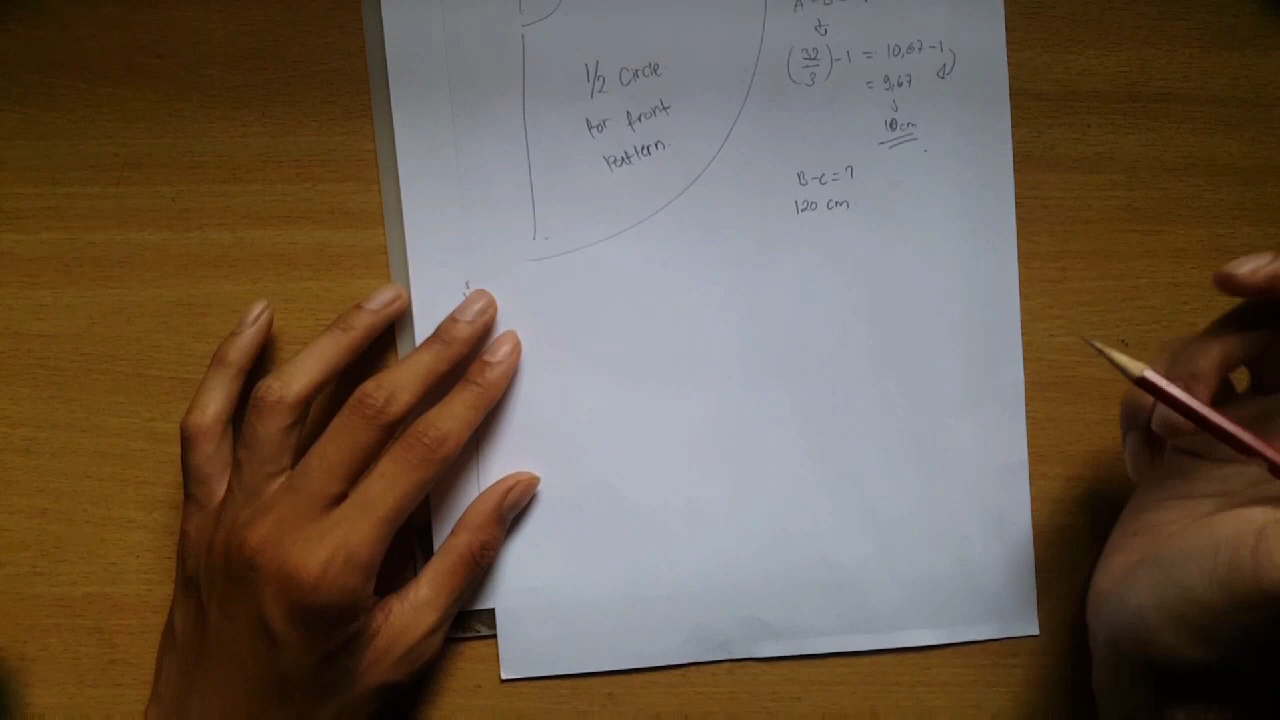 1/2 Circle
for front
pattern.
(32/3) - 1 = 10,67-1
= 9,67
10cm
B-C = ?
120 cm.